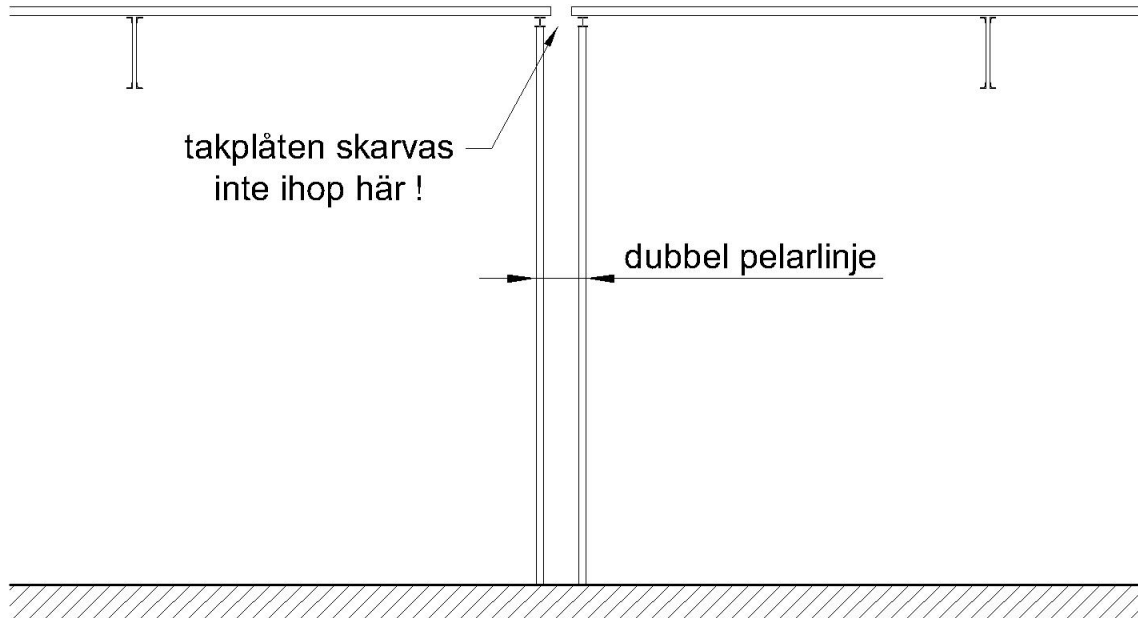 takplåten skarvas
inte ihop här !
dubbel pelarlinje